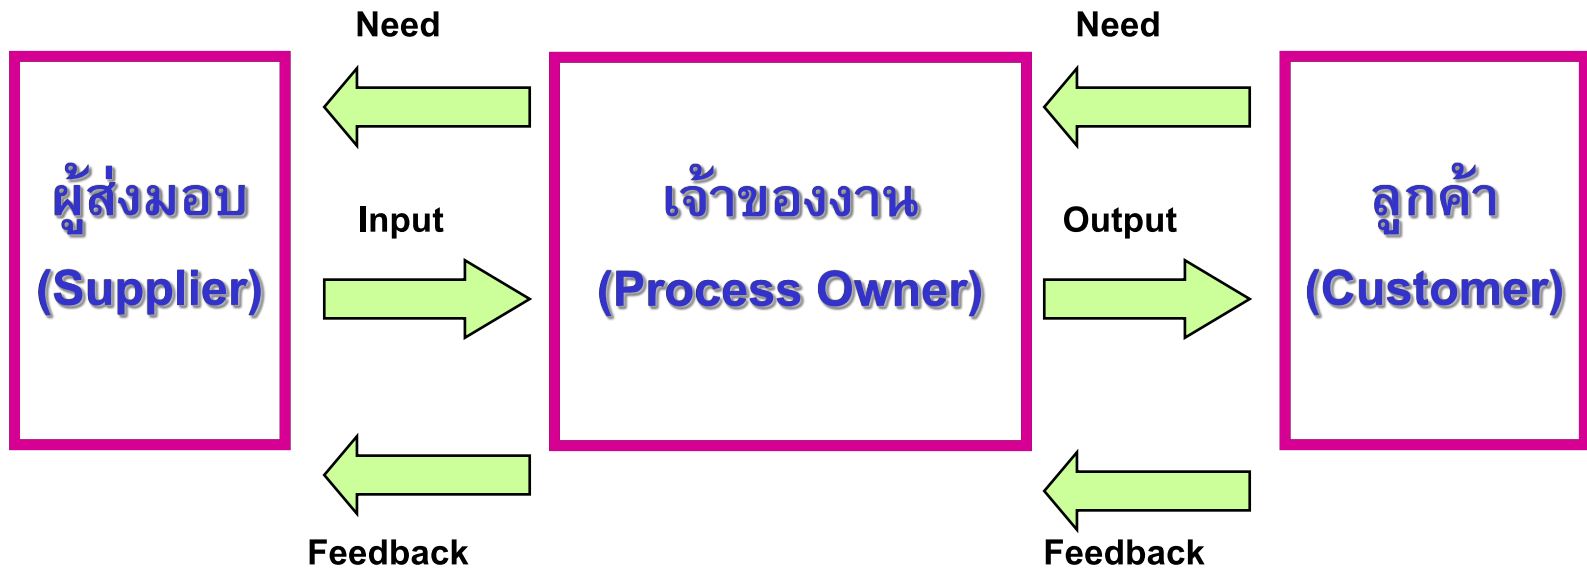 Need
Need
ผู้ส่งมอบ
(Supplier)
Input
เจ้าของงาน
(Process Owner)
Output
ลูกค้า
(Customer)
Feedback
Feedback